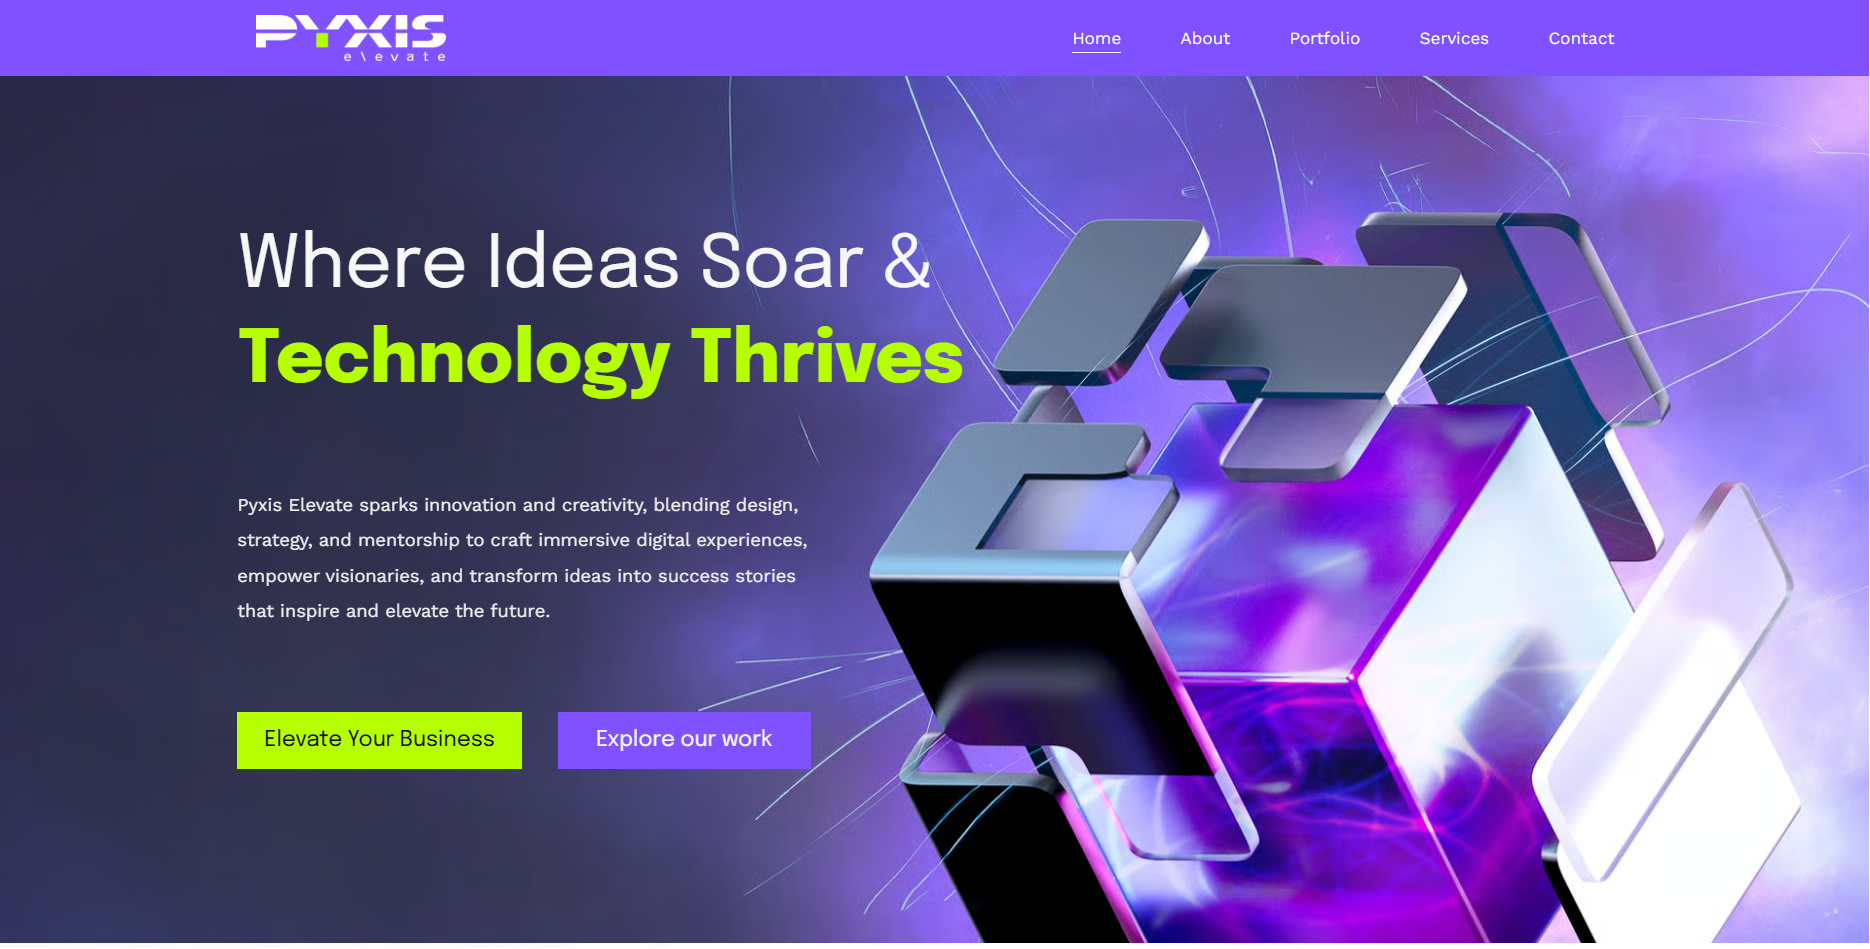 PYXIS
elevate
Home About Portfolio Services Contact
Where Ideas Soar &
Technology Thrives
Pyxis Elevate sparks innovation and creativity, blending design,
strategy, and mentorship to craft immersive digital experiences,
empower visionaries, and transform ideas into success stories
that inspire and elevate the future.
Elevate Your Business Explore our work